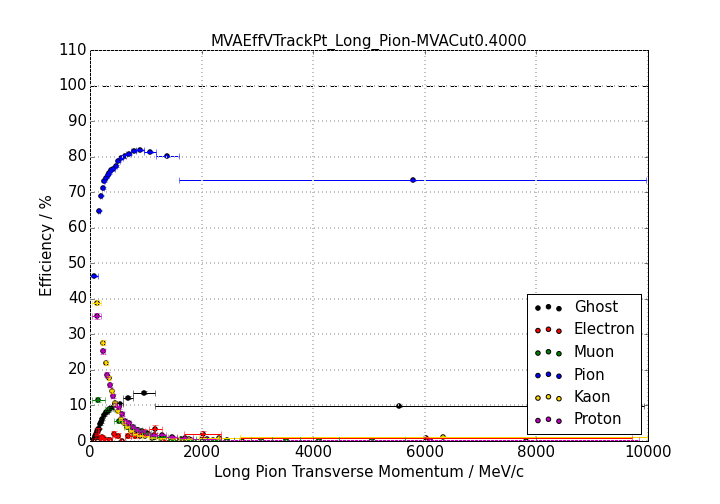 MVAEffVTrackPt_Long_Pion-MVACut0.4000
110
100
90
80
70
60
50
40
30
20
10
0
Efficiency / %
Ghost
Electron
Muon
Pion
Kaon
Proton
0 2000 4000 6000 8000 10000
Long Pion Transverse Momentum / MeV/c